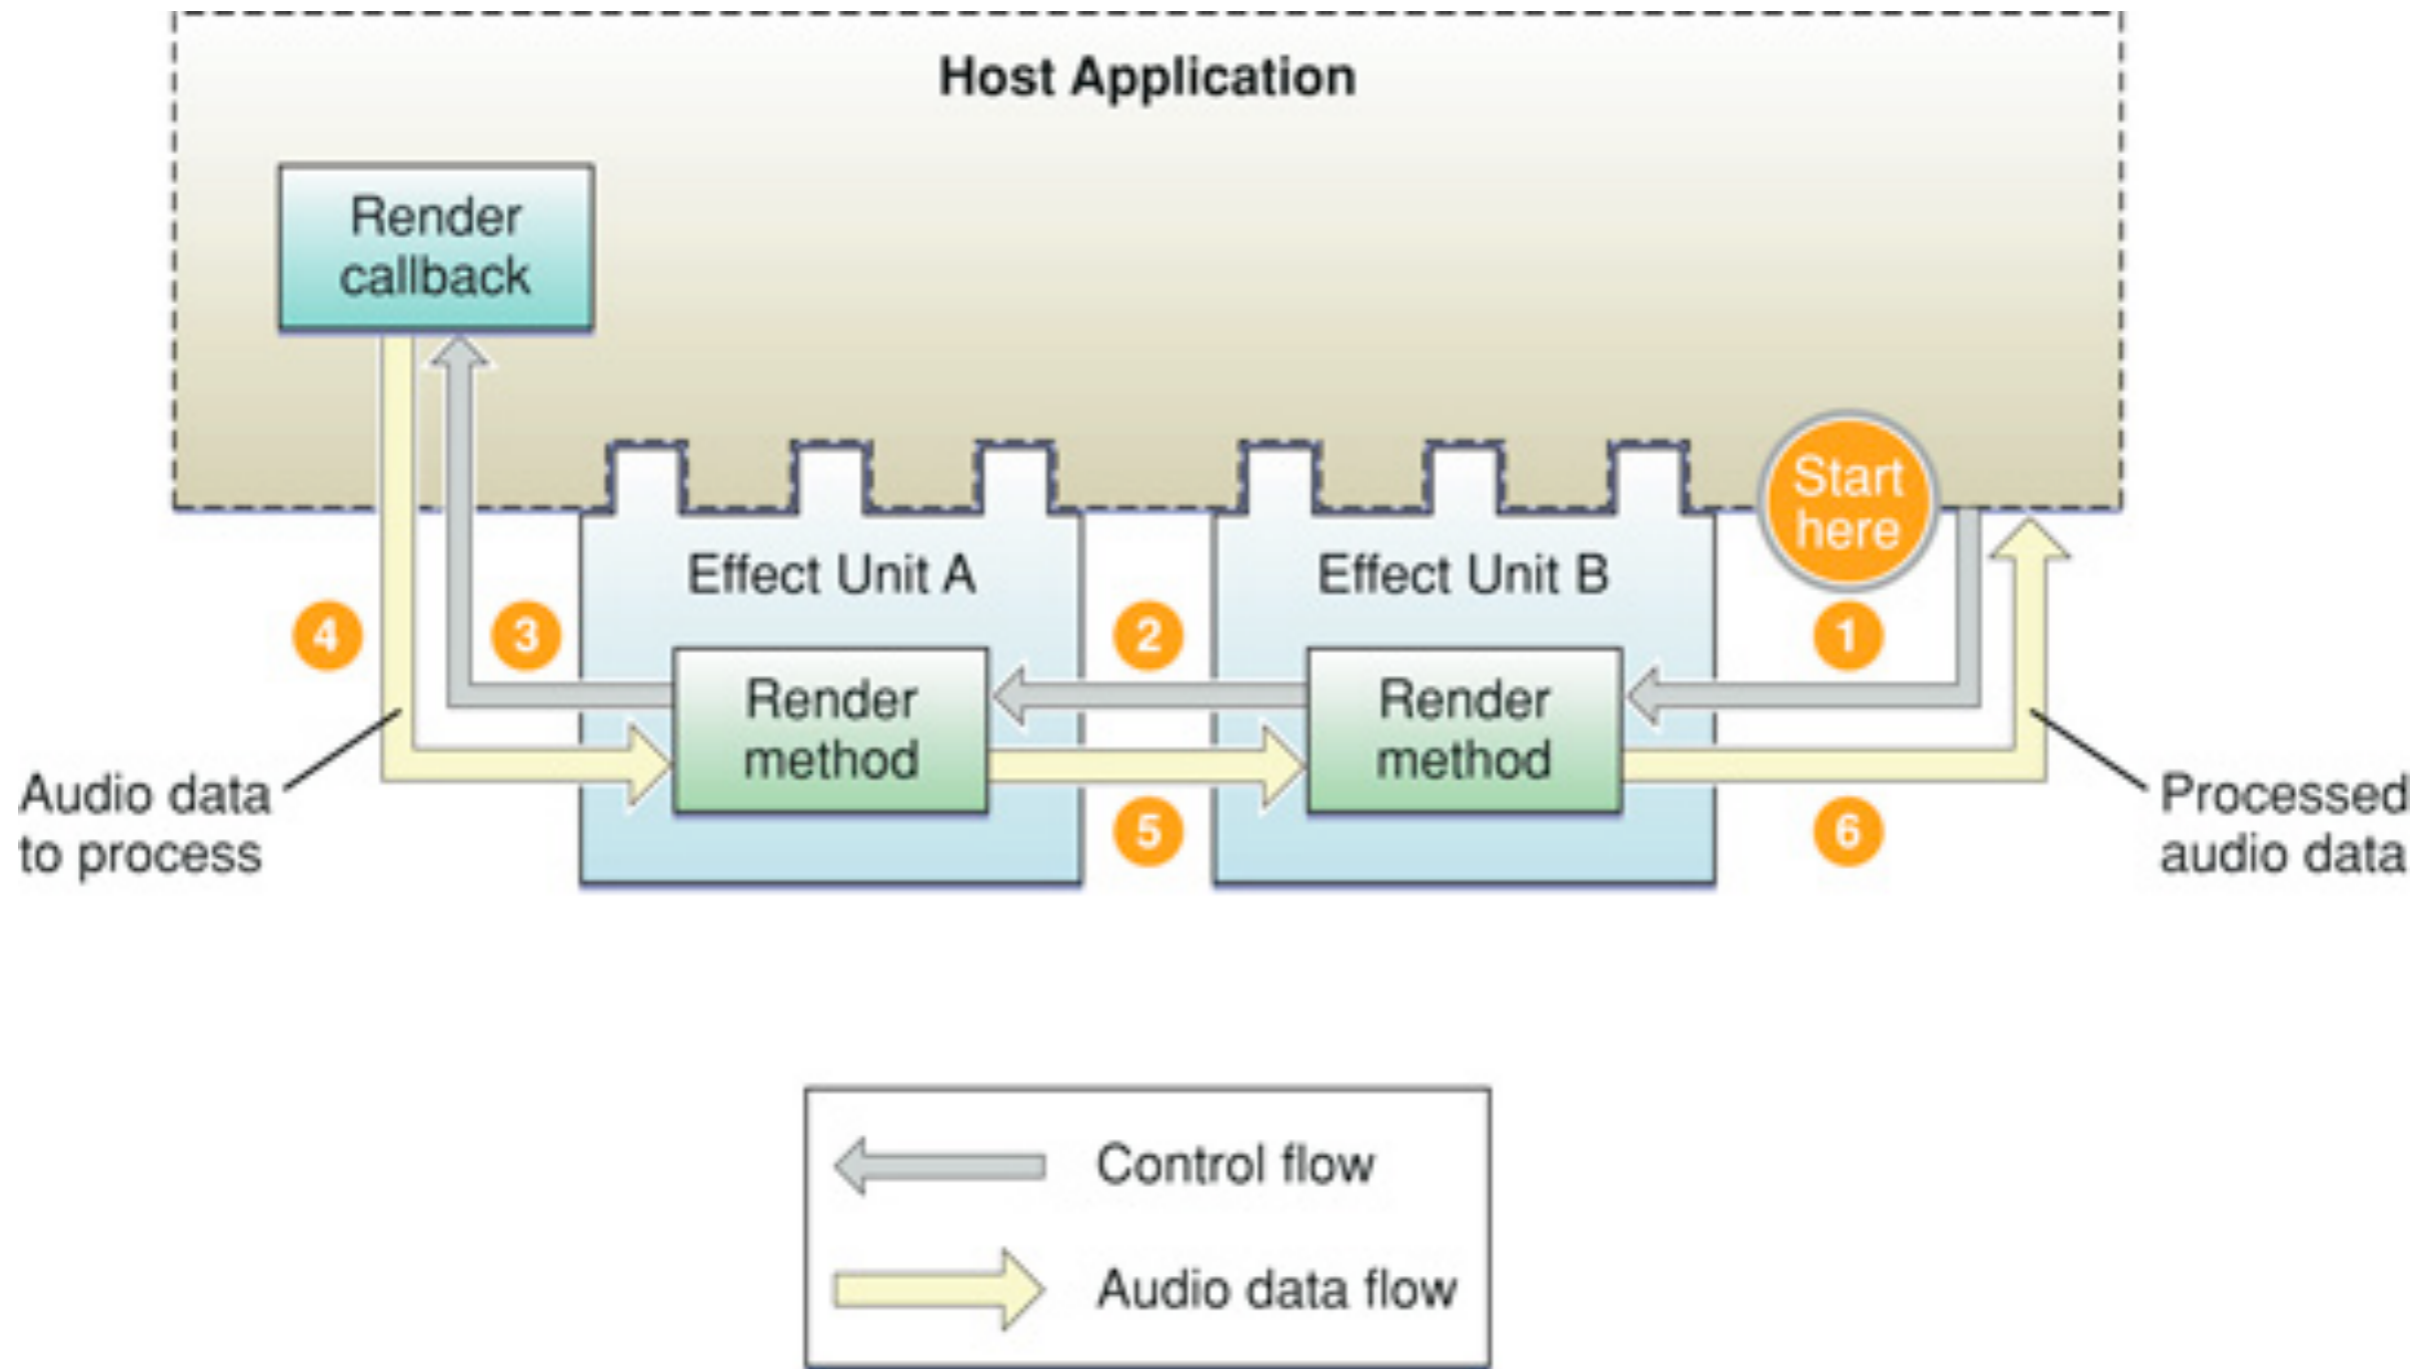 Host Application
Render
callback
Start
here
Effect Unit A
Effect Unit B
4
3
2
1
Render
method
Render
method
Audio data
to process
5
6
Processed
audio data
Control flow
Audio data flow